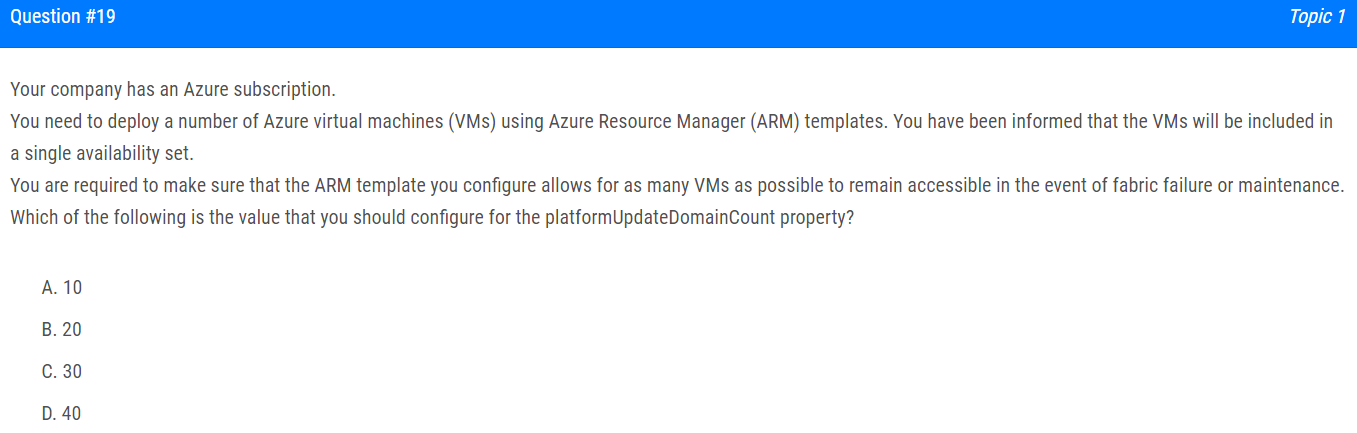 Question #19
Topic 1
Your company has an Azure subscription.
You need to deploy a number of Azure virtual machines (VMs) using Azure Resource Manager (ARM) templates. You have been informed that the VMs will be included in
a single availability set.
You are required to make sure that the ARM template you configure allows for as many VMs as possible to remain accessible in the event of fabric failure or maintenance.
Which of the following is the value that you should configure for the platformUpdateDomainCount property?
A. 10
B. 20
C. 30
D. 40